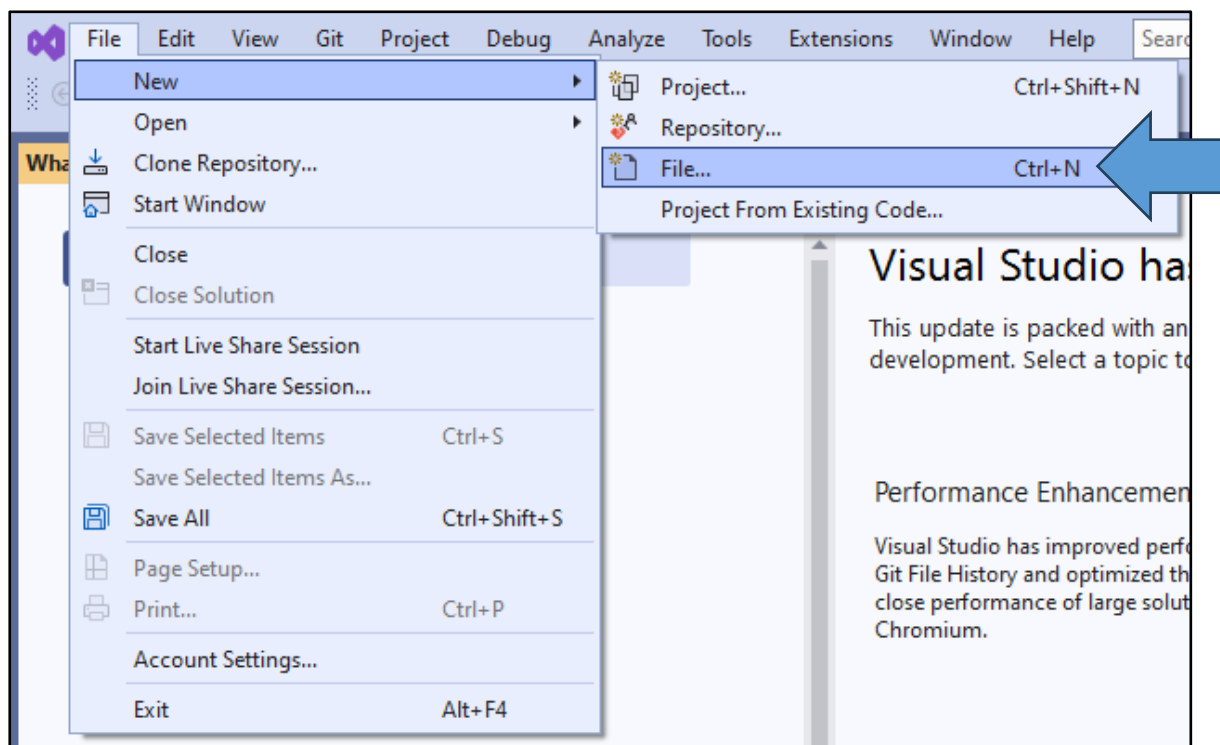 File Edit View Git Project Debug Analyze Tools Extensions Window Help Searc
New
Open
Clone Repository...
Start Window
Close
Close Solution
Start Live Share Session
Join Live Share Session...
Save Selected Items Ctrl+S
Save Selected Items As...
Save All Ctrl+Shift+S
Page Setup...
Print... Ctrl+P
Account Settings...
Exit Alt+F4
Project... Ctrl+Shift+N
Repository...
File... Ctrl+N
Project From Existing Code...
Wha
Visual Studio has
This update is packed with an
development. Select a topic to
Performance Enhancemen
Visual Studio has improved perfo
Git File History and optimized th
close performance of large solut
Chromium.